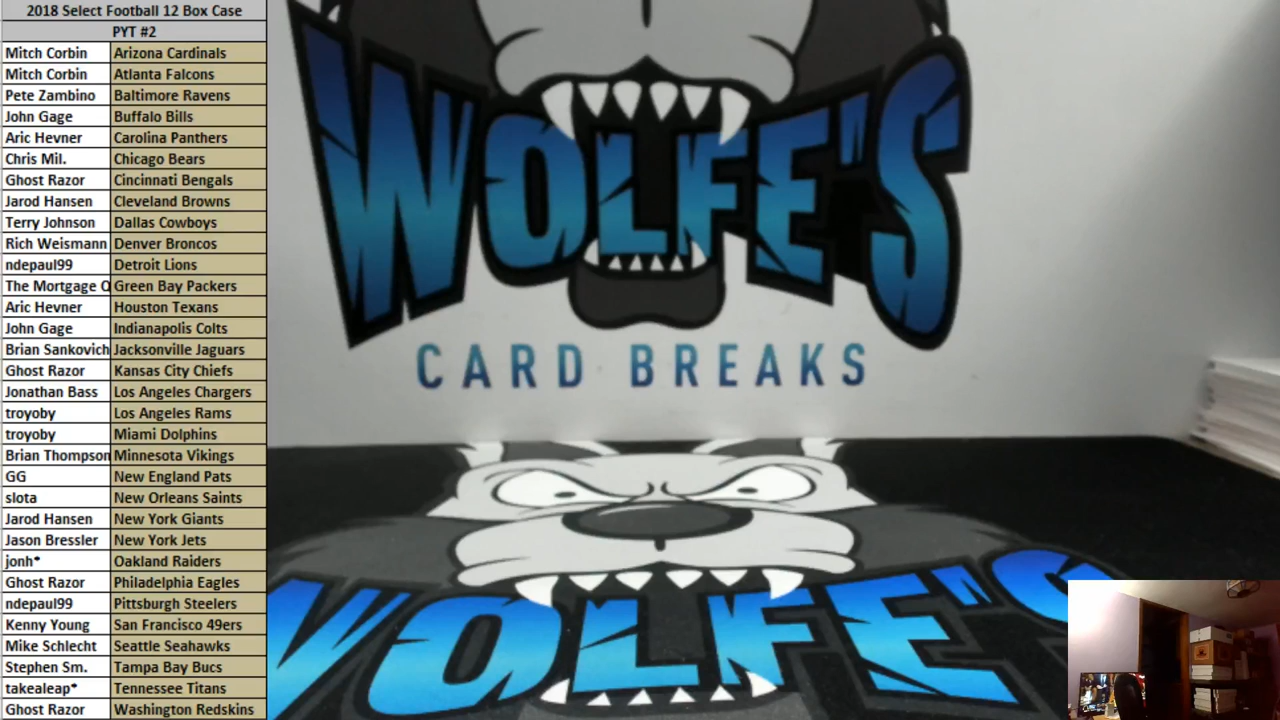 2018 Select Football 12 Box Case
PYT #2
Mitch Corbin Arizona Cardinals
Mitch Corbin Atlanta Falcons
Pete Zambino Baltimore Ravens
John Gage Buffalo Bills
Aric Hevner Carolina Panthers
Chris Mil. Chicago Bears
Ghost Razor Cincinnati Bengals
Jarod Hansen Cleveland Browns
Terry Johnson Dallas Cowboys
Rich Weismann Denver Broncos
ndepaul99 Detroit Lions
The Mortgage Q Green Bay Packers
Aric Hevner Houston Texans
John Gage Indianapolis Colts
Brian Sankovich Jacksonville Jaguars
Ghost Razor Kansas City Chiefs
Jonathan Bass Los Angeles Chargers
troyoby Los Angeles Rams
troyoby Miami Dolphins
Brian Thompson Minnesota Vikings
GG New England Pats
slota New Orleans Saints
Jarod Hansen New York Giants
Jason Bressler New York Jets
jonh* Oakland Raiders
Ghost Razor Philadelphia Eagles
ndepaul99 Pittsburgh Steelers
Kenny Young San Francisco 49ers
Mike Schlecht Seattle Seahawks
Stephen Sm. Tampa Bay Bucs
takealeap* Tennessee Titans
Ghost Razor Washington Redskins
WOLFE'S
CARD BREAKS
WOLFE'S